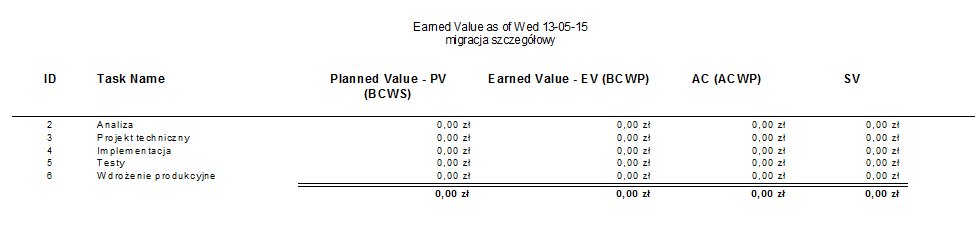 Earned Value as of Wed 13-05-15
migracja szczegółowy
ID Task Name Planned Value - PV (BCWS) Earned Value - EV (BCWP) AC (ACWP) SV
2 Analiza 0,00 zł 0,00 zł 0,00 zł 0,00 zł
3 Projekt techniczny 0,00 zł 0,00 zł 0,00 zł 0,00 zł
4 Implementacja 0,00 zł 0,00 zł 0,00 zł 0,00 zł
5 Testy 0,00 zł 0,00 zł 0,00 zł 0,00 zł
6 Wdrożenie produkcyjne 0,00 zł 0,00 zł 0,00 zł 0,00 zł
0,00 zł 0,00 zł 0,00 zł 0,00 zł